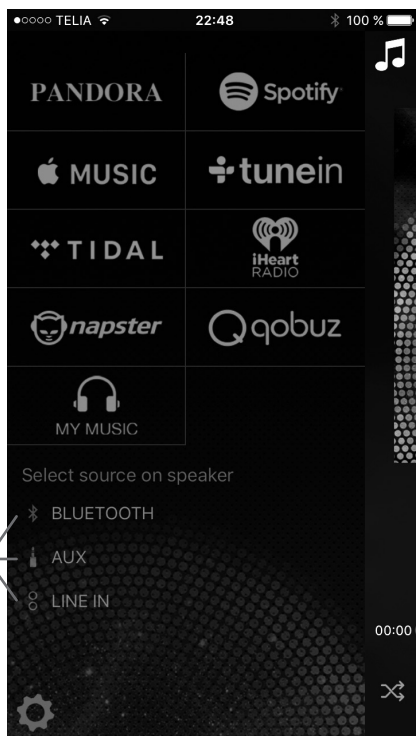 TELIA 22:48 100 %
PANDORA
Spotify
MUSIC
tunein
TIDAL
iHeart
RADIO
napster
qobuz
MY MUSIC
Select source on speaker
BLUETOOTH
AUX
LINE IN
00:00